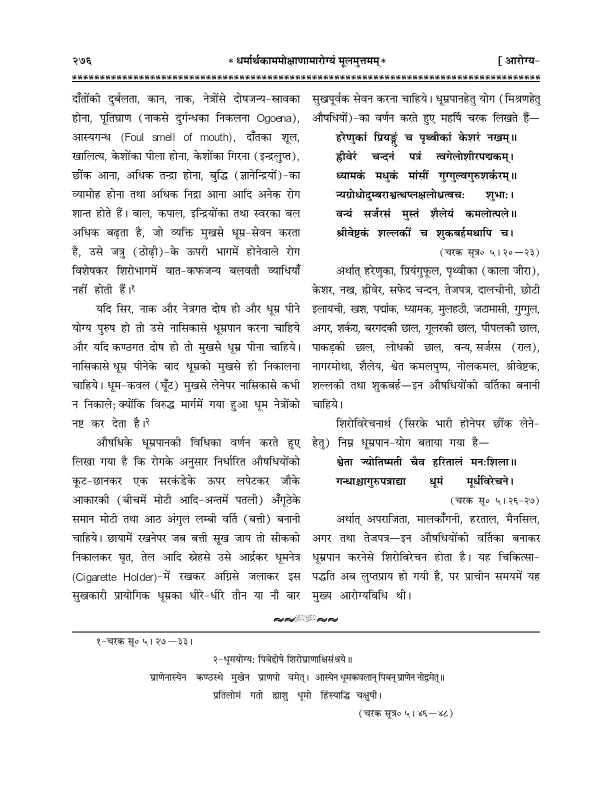 २७६
* धर्मार्थकाममोक्षाणामारोग्यं मूलमुत्तमम् *
[ आरोग्य-
दाँतोंकी दुर्बलता, कान, नाक, नेत्रोंसे दोषजन्य-स्रावका
होना, पूतिघ्राण (नाकसे दुर्गन्धका निकलना Ogoena),
आस्यगन्ध (Foul smell of mouth), दाँतका शूल,
खालित्य, केशोंका पीला होना, केशोंका गिरना (इन्द्रलुप्त),
छींक आना, अधिक तन्द्रा होना, बुद्धि (ज्ञानेन्द्रियों)-का
व्यामोह होना तथा अधिक निद्रा आना आदि अनेक रोग
शान्त होते हैं। बाल, कपाल, इन्द्रियोंका तथा स्वरका बल
अधिक बढ़ता है, जो व्यक्ति मुखसे धूम्र-सेवन करता
है, उसे जत्रु (ठोढ़ी)-के ऊपरी भागमें होनेवाले रोग
विशेषकर शिरोभागमें वात-कफजन्य बलवती व्याधियाँ
नहीं होती हैं।१
यदि सिर, नाक और नेत्रगत दोष हो और धूम्र पीने
योग्य पुरुष हो तो उसे नासिकासे धूम्रपान करना चाहिये
और यदि कण्ठगत दोष हो तो मुखसे धूम्र पीना चाहिये।
नासिकासे धूम्र पीनेके बाद धूम्रको मुखसे ही निकालना
चाहिये। धूम-कवल (घूँट) मुखसे लेनेपर नासिकासे कभी
न निकाले; क्योंकि विरुद्ध मार्गमें गया हुआ धूम नेत्रोंको
नष्ट कर देता है।२
औषधिके धूम्रपानकी विधिका वर्णन करते हुए
लिखा गया है कि रोगके अनुसार निर्धारित औषधियोंको
कूट-छानकर एक सरकंडेके ऊपर लपेटकर जौके
आकारकी (बीचमें मोटी आदि-अन्तमें पतली) अँगूठेके
समान मोटी तथा आठ अंगुल लम्बी वर्ति (बत्ती) बनानी
चाहिये। छायामें रखनेपर जब बत्ती सूख जाय तो सीकको
निकालकर घृत, तेल आदि स्नेहसे उसे आर्द्रकर धूमनेत्र
(Cigarette Holder)-में रखकर अग्निसे जलाकर इस
सुखकारी प्रायोगिक धूम्रका धीरे-धीरे तीन या नौ बार
सुखपूर्वक सेवन करना चाहिये। धूम्रपानहेतु योग (मिश्रणहेतु
औषधियों)-का वर्णन करते हुए महर्षि चरक लिखते हैं—
हरेणुकां प्रियङ्गुं च पृथ्वीकां केशरं नखम्॥
ह्रीवेरं चन्दनं पत्रं त्वगेलोशीरपद्मकम्।
ध्यामकं मधुकं मांसीं गुग्गुल्वगुरुशर्करम्॥
न्यग्रोधोदुम्बराश्वत्थप्लक्षलोध्रत्वचः शुभाः।
वन्यं सर्जरसं मुस्तं शैलेयं कमलोत्पले॥
श्रीवेष्टकं शल्लकीं च शुकबर्हमथापि च।
(चरक सूत्र० ५।२०—२३)
अर्थात् हरेणुका, प्रियंगुफूल, पृथ्वीका (काला जीरा),
केशर, नख, ह्रीवेर, सफेद चन्दन, तेजपत्र, दालचीनी, छोटी
इलायची, खश, पद्माक, ध्यामक, मुलहठी, जटामासी, गुग्गुल,
अगर, शर्करा, बरगदकी छाल, गूलरकी छाल, पीपलकी छाल,
पाकड़की छाल, लोधकी छाल, वन्य, सर्जरस (राल),
नागरमोथा, शैलेय, श्वेत कमलपुष्प, नीलकमल, श्रीवेष्टक,
शल्लकी तथा शुकबर्ह—इन औषधियोंकी वर्तिका बनानी
चाहिये।
शिरोविरेचनार्थ (सिरके भारी होनेपर छींक लेने-
हेतु) निम्न धूम्रपान-योग बताया गया है—
श्वेता ज्योतिष्मती चैव हरितालं मनःशिला॥
गन्धाश्चागुरुपत्राद्या धूमं मूर्धविरेचने।
(चरक सू० ५।२६-२७)
अर्थात् अपराजिता, मालकाँगनी, हरताल, मैनसिल,
अगर तथा तेजपत्र—इन औषधियोंकी वर्तिका बनाकर
धूम्रपान करनेसे शिरोविरेचन होता है। यह चिकित्सा-
पद्धति अब लुप्तप्राय हो गयी है, पर प्राचीन समयमें यह
मुख्य आरोग्यविधि थी।
१-चरक सू० ५।२७—३३।
२-धूमयोग्यः पिबेद्दोषे शिरोघ्राणाक्षिसंश्रये॥
घ्राणेनास्येन कण्ठस्थे मुखेन घ्राणपो वमेत्। आस्येन धूमकवलान् पिबन् घ्राणेन नोद्वमेत्॥
प्रतिलोमं गतो ह्याशु धूमो हिंस्याद्धि चक्षुषी।
(चरक सूत्र० ५।४६—४८)